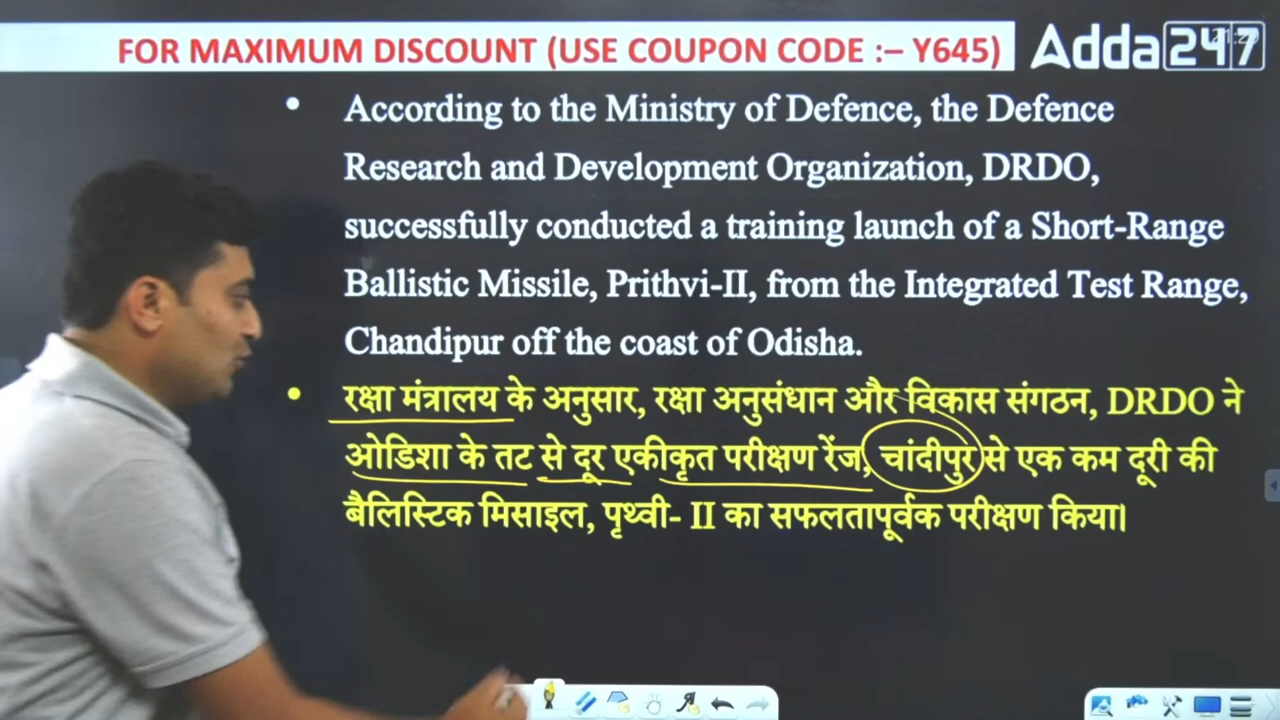 FOR MAXIMUM DISCOUNT (USE COUPON CODE :– Y645)
Adda247
• According to the Ministry of Defence, the Defence
Research and Development Organization, DRDO,
successfully conducted a training launch of a Short-Range
Ballistic Missile, Prithvi-II, from the Integrated Test Range,
Chandipur off the coast of Odisha.
• रक्षा मंत्रालय के अनुसार, रक्षा अनुसंधान और विकास संगठन, DRDO ने
ओडिशा के तट से दूर एकीकृत परीक्षण रेंज, चांदीपुर से एक कम दूरी की
बैलिस्टिक मिसाइल, पृथ्वी- II का सफलतापूर्वक परीक्षण किया।